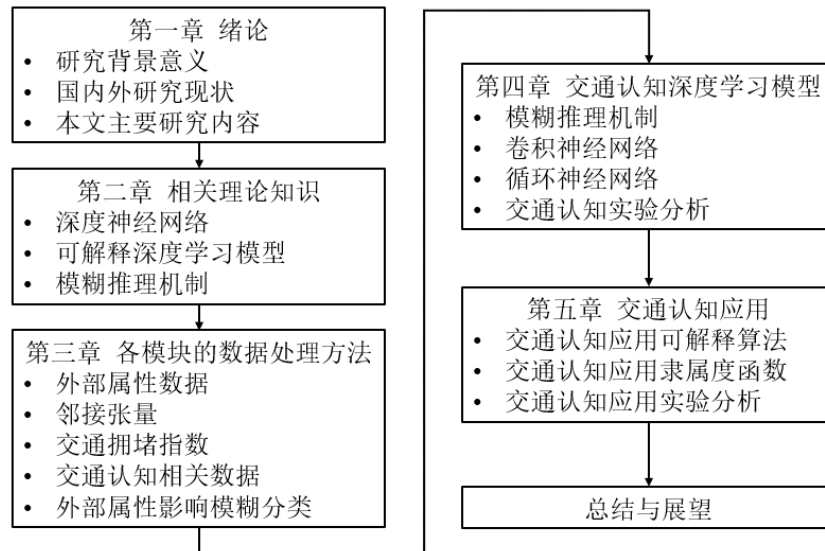 第一章 绪论
• 研究背景意义
• 国内外研究现状
• 本文主要研究内容
第二章 相关理论知识
• 深度神经网络
• 可解释深度学习模型
• 模糊推理机制
第三章 各模块的数据处理方法
• 外部属性数据
• 邻接张量
• 交通拥堵指数
• 交通认知相关数据
• 外部属性影响模糊分类
第四章 交通认知深度学习模型
• 模糊推理机制
• 卷积神经网络
• 循环神经网络
• 交通认知实验分析
第五章 交通认知应用
• 交通认知应用可解释算法
• 交通认知应用隶属度函数
• 交通认知应用实验分析
总结与展望